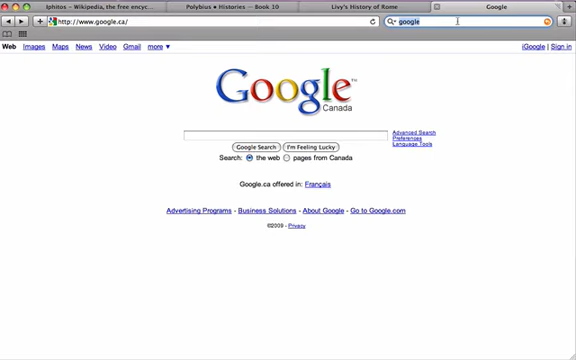 Iphitos – Wikipedia, the free encyc... Polybius • Histories — Book 10 Livy's History of Rome Google
http://www.google.ca/ google
Web Images Maps News Video Mail more ▼ iGoogle | Sign in
Google™
Canada
Advanced Search
Preferences
Language Tools
Google Search I'm Feeling Lucky
Search: the web pages from Canada
Google.ca offered in: Français
Advertising Programs - Business Solutions - About Google - Go to Google.com
©2009 - Privacy